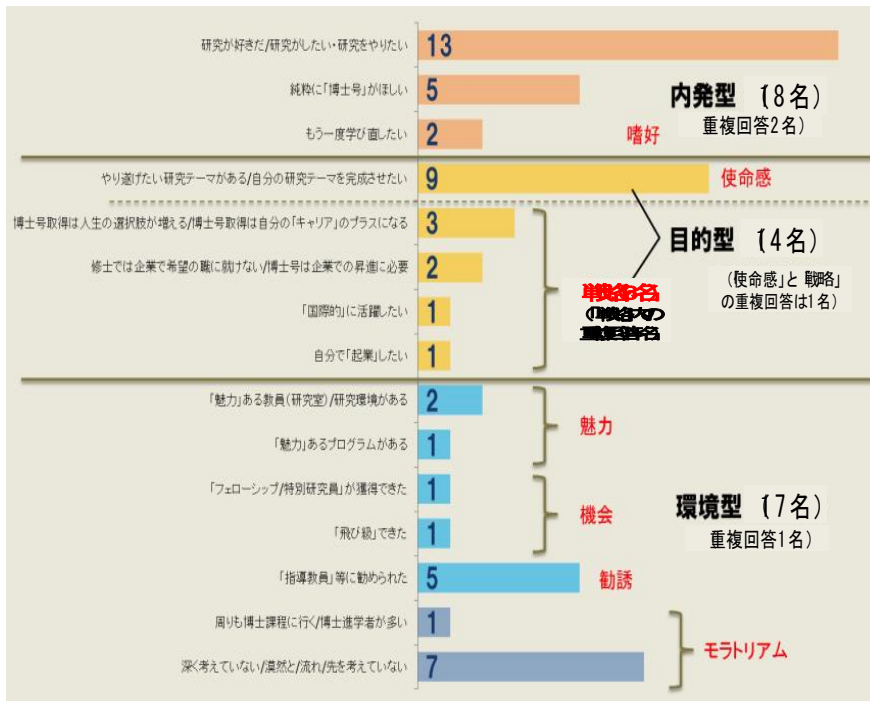 研究が好きだ/研究がしたい・研究をやりたい
13
純粋に「博士号」がほしい
5
内発型 (18名)
重複回答2名)
もう一度学び直したい
2
嗜好
やり遂げたい研究テーマがある/自分の研究テーマを完成させたい
9
使命感
博士号取得は人生の選択肢が増える/博士号取得は自分の「キャリア」のプラスになる
3
目的型 (14名)
修士では企業で希望の職に就けない/博士号は企業での昇進に必要
2
(「使命感」と「戦略」
の重複回答は1名)
「国際的」に活躍したい
1
自分で「起業」したい
1
「魅力」ある教員(研究室)/研究環境がある
2
魅力
「魅力」あるプログラムがある
1
「フェローシップ/特別研究員」が獲得できた
1
機会
環境型 (17名)
重複回答1名)
「飛び級」できた
1
「指導教員」等に勧められた
5
勧誘
周りも博士課程に行く/博士進学者が多い
1
モラトリアム
深く考えていない/漠然と/流れ/先を考えていない
7